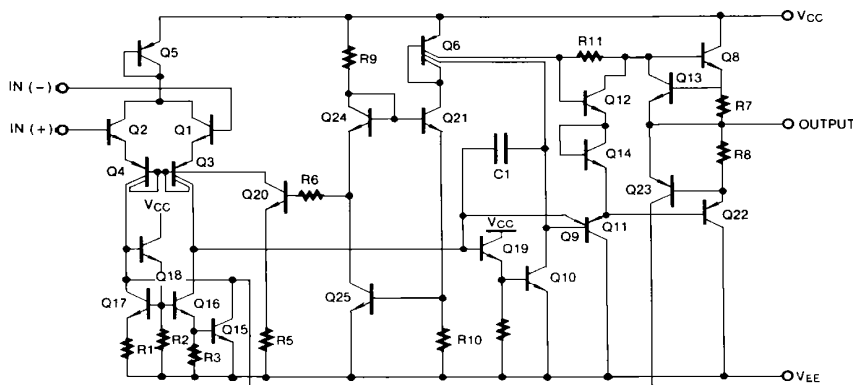 VCC
Q5
Q6
R11
Q8
R9
Q13
IN (-)
Q12
R7
IN (+)
Q2
Q1
Q24
Q21
OUTPUT
Q14
R8
Q4
Q3
C1
R6
Q20
Q23
VCC
Q22
VCC
Q9
Q11
Q19
Q18
Q10
Q17
Q16
Q25
Q15
R1
R2
R3
R5
R10
VEE